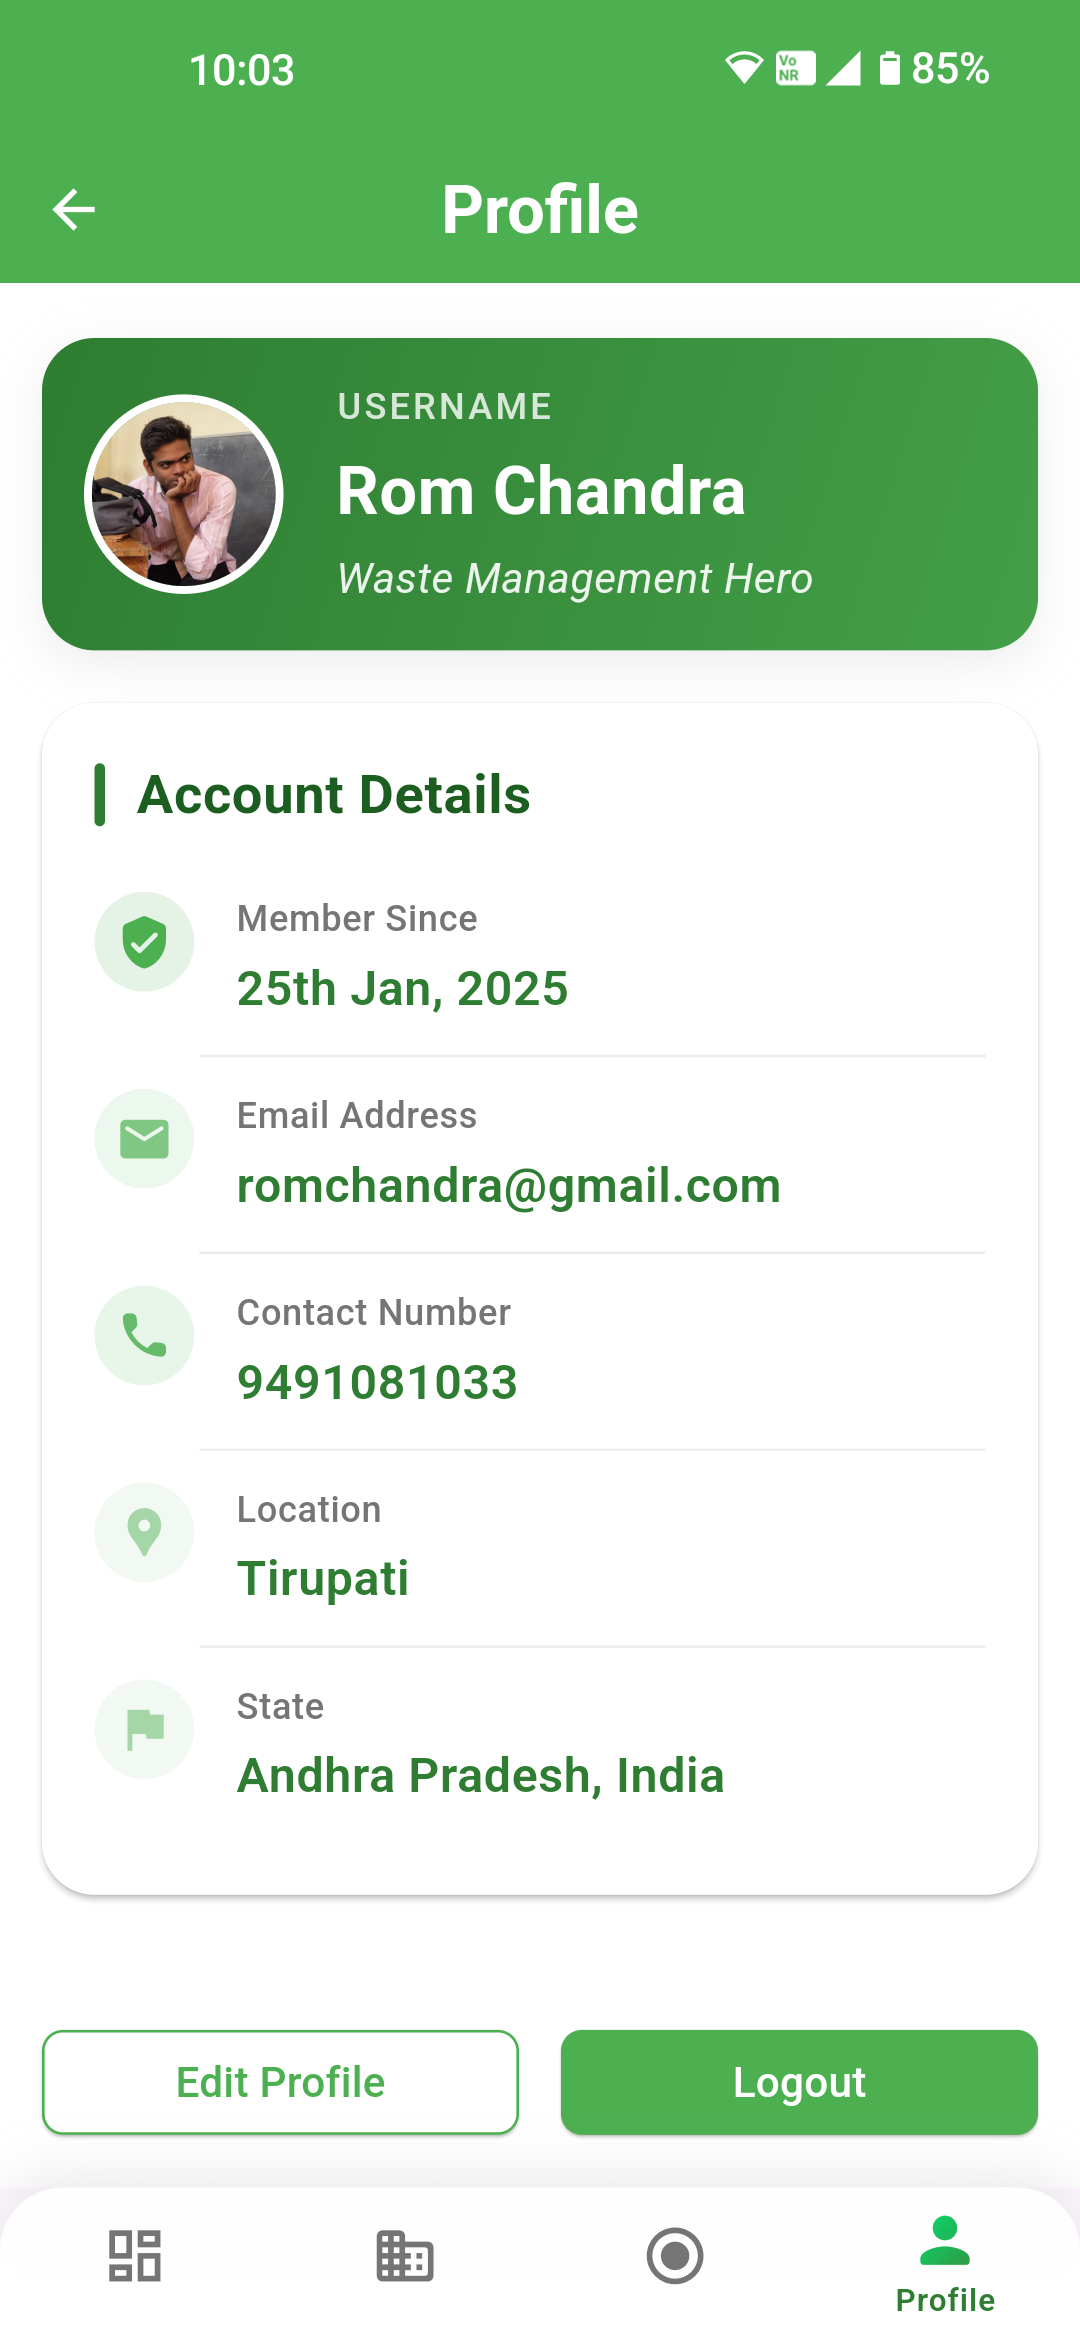 10:03
Vo
NR
85%
Profile
USERNAME
Rom Chandra
Waste Management Hero
Account Details
Member Since
25th Jan, 2025
Email Address
romchandra@gmail.com
Contact Number
9491081033
Location
Tirupati
State
Andhra Pradesh, India
Edit Profile
Logout
Profile